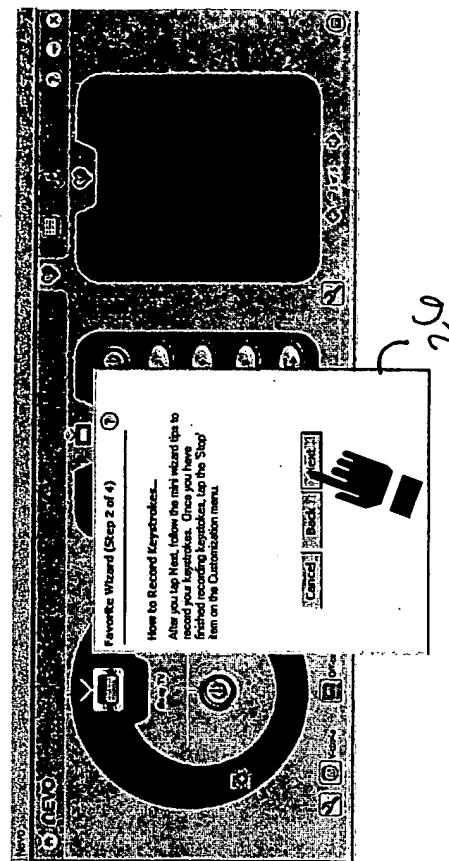 NEVO
Favorite Wizard (Step 2 of 4)
How to Record Keystrokes...
After you tap Next, follow the mini wizard tips to
record your keystrokes. Once you have
finished recording keystokes, tap the 'Stop'
item on the Customization menu.
Cancel Back Next